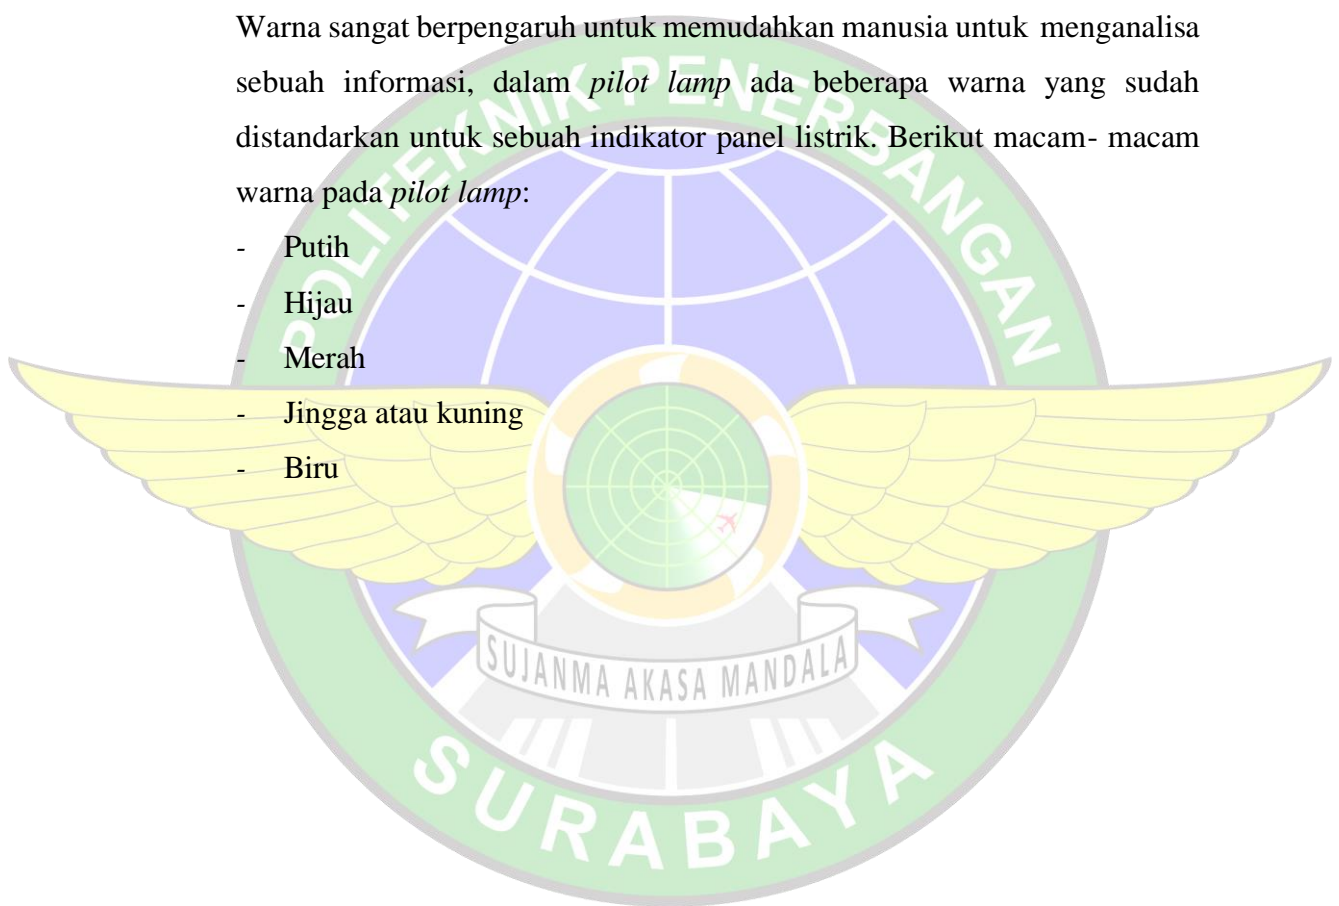 Warna sangat berpengaruh untuk memudahkan manusia untuk menganalisa
sebuah informasi, dalam pilot lamp ada beberapa warna yang sudah
distandarkan untuk sebuah indikator panel listrik. Berikut macam- macam
warna pada pilot lamp:
- Putih
- Hijau
- Merah
- Jingga atau kuning
- Biru
POLITEKNIK PENERBANGAN
SUJANMA AKASA MANDALA
SURABAYA